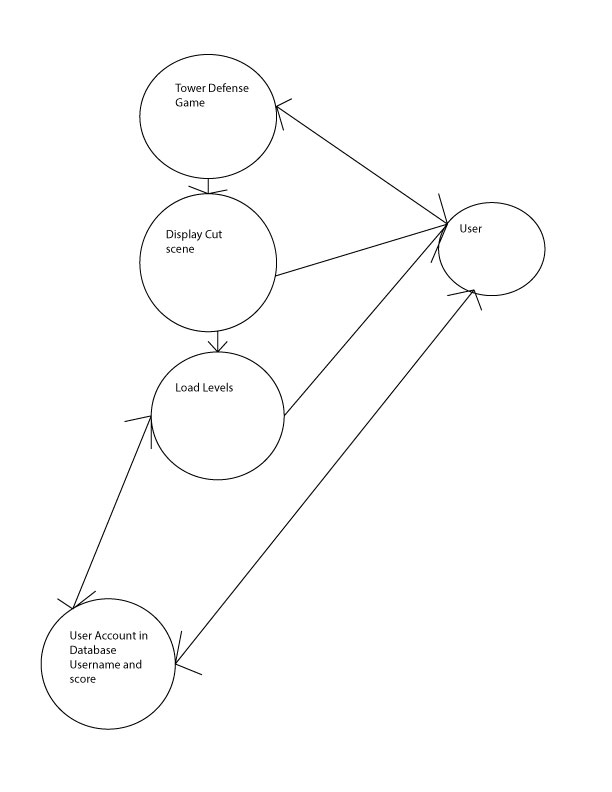 Tower Defense
Game
Display Cut
scene
User
Load Levels
User Account in
Database
Username and
score